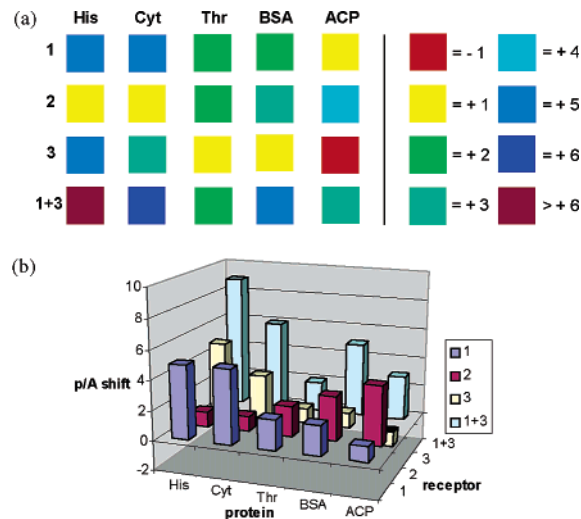 (a) His Cyt Thr BSA ACP
1 = - 1 = + 4
2 = + 1 = + 5
3 = + 2 = + 6
1+3 = + 3 > + 6
(b)
10
8
6
4
2
0
-2
p/A shift
His Cyt Thr BSA ACP
protein
1 2 3 1+3
receptor
1
2
3
1+3